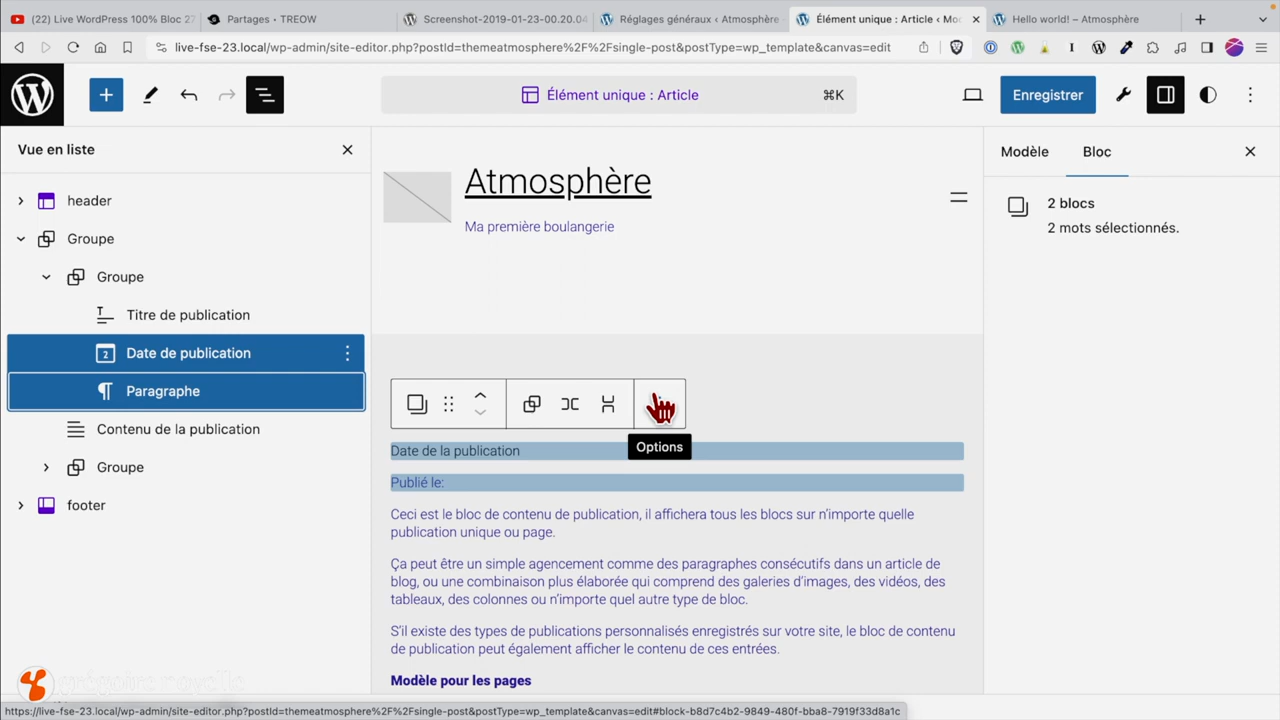 (22) Live WordPress 100% Bloc 27
Partages · TREOW
Screenshot-2019-01-23-00.20.04
Réglages généraux ‹ Atmosphère
Élément unique : Article ‹ Mo
Hello world! – Atmosphère
live-fse-23.local/wp-admin/site-editor.php?postId=themeatmosphere%2F%2Fsingle-post&postType=wp_template&canvas=edit
Élément unique : Article
⌘K
Enregistrer
Vue en liste
header
Groupe
Groupe
Titre de publication
Date de publication
Paragraphe
Contenu de la publication
Groupe
footer
Atmosphère
Ma première boulangerie
Options
Date de la publication
Publié le:
Ceci est le bloc de contenu de publication, il affichera tous les blocs sur n’importe quelle
publication unique ou page.
Ça peut être un simple agencement comme des paragraphes consécutifs dans un article de
blog, ou une combinaison plus élaborée qui comprend des galeries d’images, des vidéos, des
tableaux, des colonnes ou n’importe quel autre type de bloc.
S’il existe des types de publications personnalisés enregistrés sur votre site, le bloc de contenu
de publication peut également afficher le contenu de ces entrées.
Modèle pour les pages
Modèle
Bloc
2 blocs
2 mots sélectionnés.
https://live-fse-23.local/wp-admin/site-editor.php?postId=themeatmosphere%2F%2Fsingle-post&postType=wp_template&canvas=edit#block-b8d7c4b2-9849-480f-bba8-7919f33d8a1c